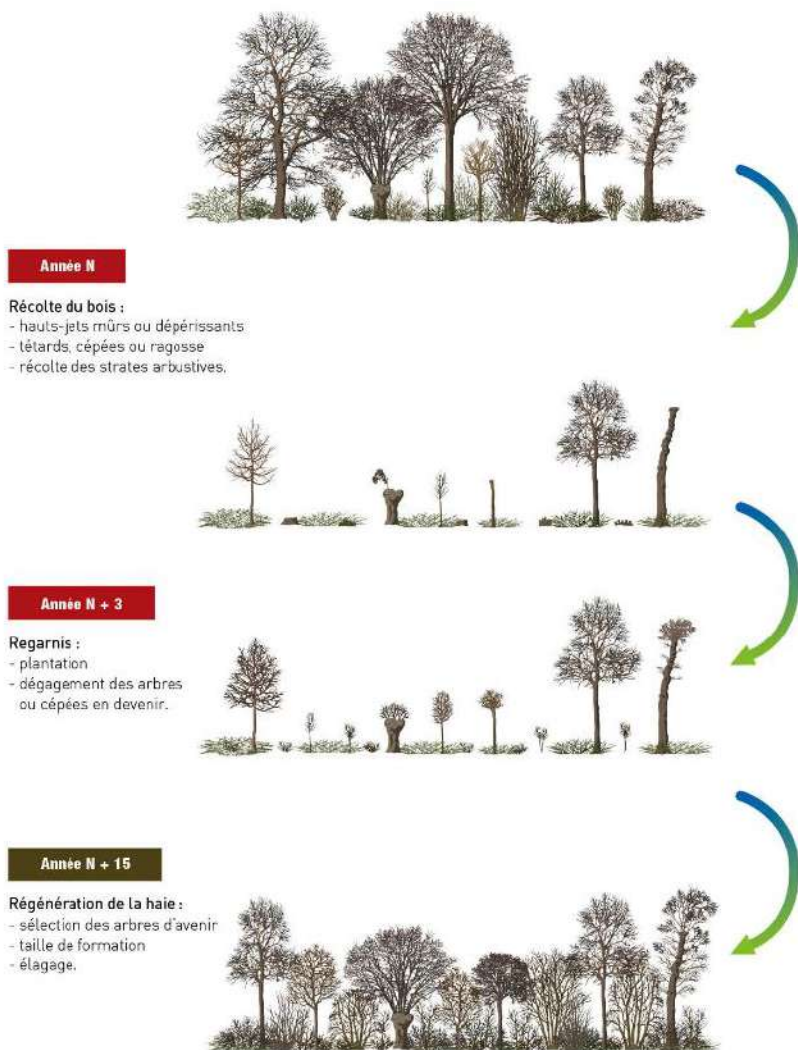 Année N
Récolte du bois :
- hauts-jets mûrs ou dépérissants
- tétards, cépées ou ragosse
- récolte des strates arbustives.
Année N + 3
Regarnis :
- plantation
- dégagement des arbres
ou cépées en devenir.
Année N + 15
Régénération de la haie :
- sélection des arbres d'avenir
- taille de formation
- élagage.